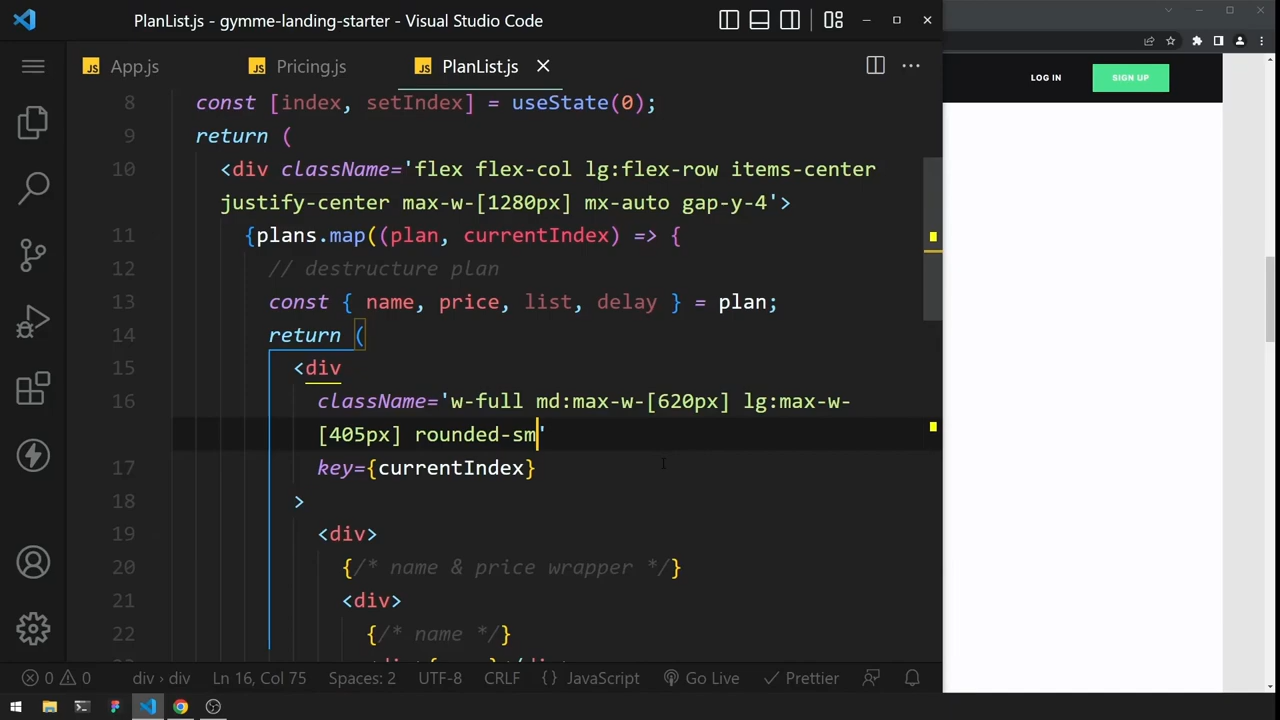 PlanList.js - gymme-landing-starter - Visual Studio Code
JS App.js
JS Pricing.js
JS PlanList.js
LOG IN
SIGN UP
8 const [index, setIndex] = useState(0);
9 return (
10 <div className='flex flex-col lg:flex-row items-center
justify-center max-w-[1280px] mx-auto gap-y-4'>
11 {plans.map((plan, currentIndex) => {
12 // destructure plan
13 const { name, price, list, delay } = plan;
14 return (
15 <div
16 className='w-full md:max-w-[620px] lg:max-w-
[405px] rounded-sm'
17 key={currentIndex}
18 >
19 <div>
20 {/* name & price wrapper */}
21 <div>
22 {/* name */}
0 0 div › div Ln 16, Col 75 Spaces: 2 UTF-8 CRLF {} JavaScript Go Live Prettier